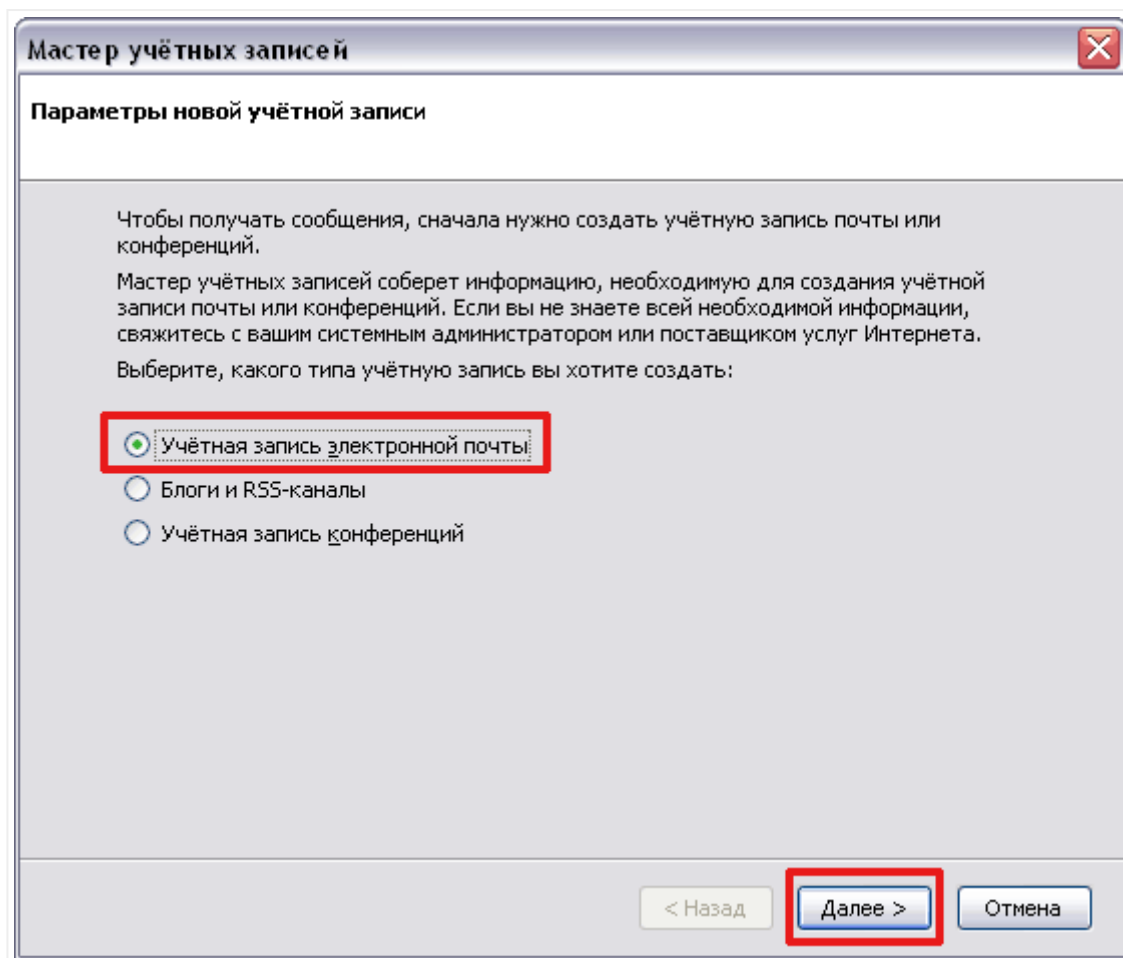 Мастер учётных записей
Параметры новой учётной записи
Чтобы получать сообщения, сначала нужно создать учётную запись почты или
конференций.
Мастер учётных записей соберет информацию, необходимую для создания учётной
записи почты или конференций. Если вы не знаете всей необходимой информации,
свяжитесь с вашим системным администратором или поставщиком услуг Интернета.
Выберите, какого типа учётную запись вы хотите создать:
Учётная запись электронной почты
Блоги и RSS-каналы
Учётная запись конференций
< Назад
Далее >
Отмена